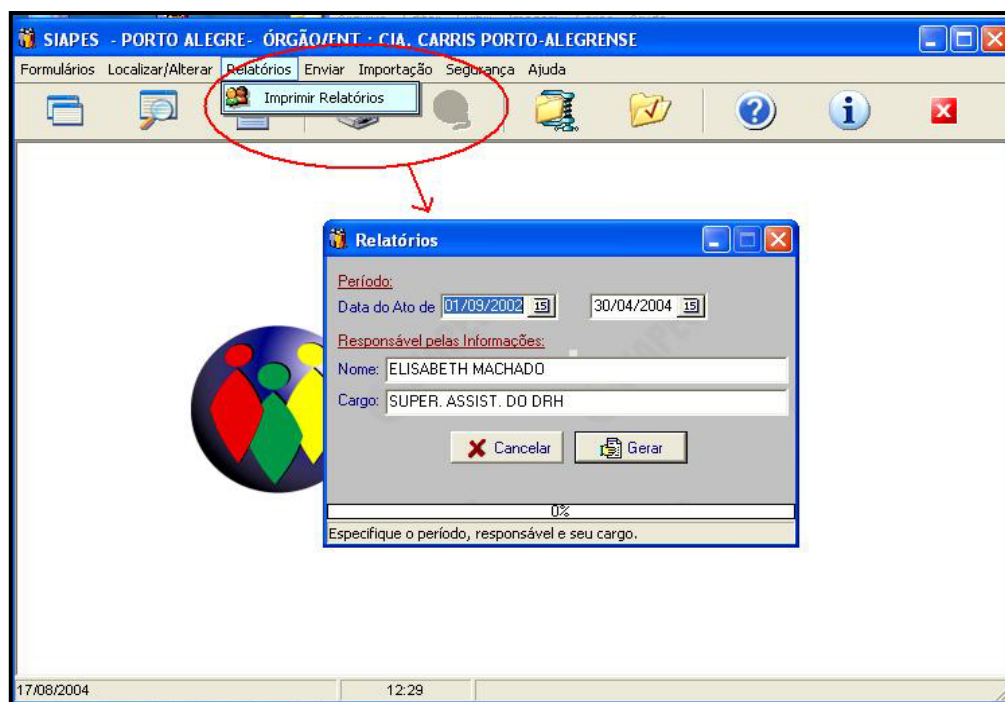 SIAPES - PORTO ALEGRE- ÓRGÃO/ENT : CIA. CARRIS PORTO-ALEGRENSE
Formulários Localizar/Alterar Relatórios Enviar Importação Segurança Ajuda
Imprimir Relatórios
Relatórios
Período:
Data do Ato de 01/09/2002 15 30/04/2004 15
Responsável pelas Informações:
Nome: ELISABETH MACHADO
Cargo: SUPER. ASSIST. DO DRH
Cancelar Gerar
0%
Especifique o período, responsável e seu cargo.
17/08/2004 12:29